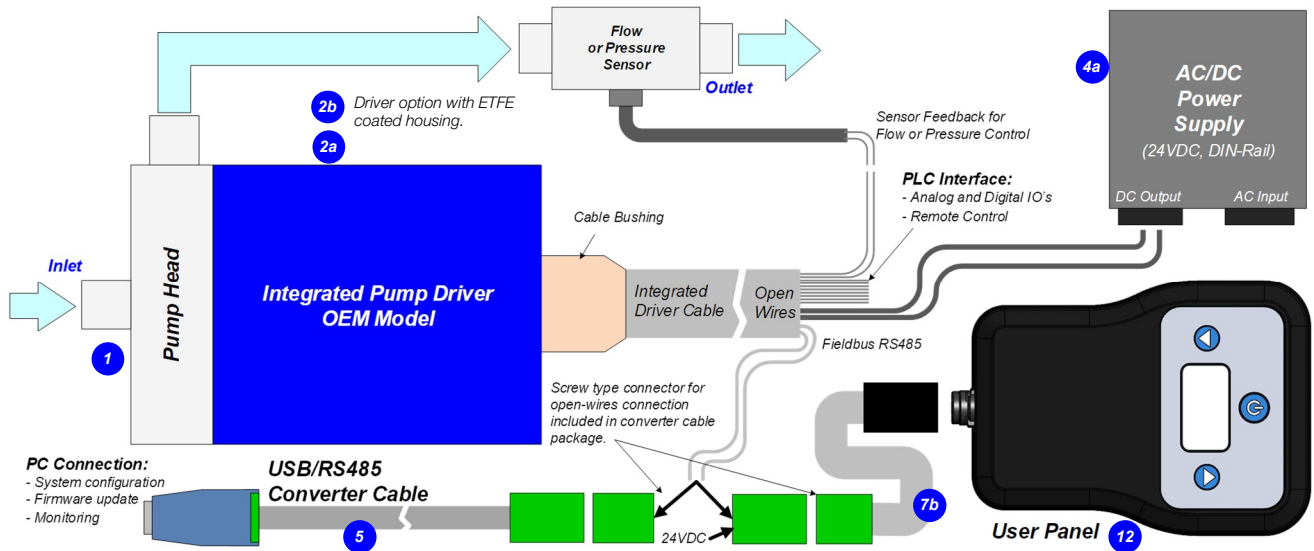 Flow
or Pressure
Sensor
Outlet
4a
AC/DC
Power
Supply
(24VDC, DIN-Rail)
DC Output
AC Input
2b
Driver option with ETFE
coated housing.
2a
Sensor Feedback for
Flow or Pressure Control
PLC Interface:
- Analog and Digital IO's
- Remote Control
Cable Bushing
Inlet
Pump Head
1
Integrated Pump Driver
OEM Model
Integrated
Driver Cable
Open
Wires
Fieldbus RS485
Screw type connector for
open-wires connection
included in converter cable
package.
PC Connection:
- System configuration
- Firmware update
- Monitoring
USB/RS485
Converter Cable
5
24VDC
7b
User Panel
12